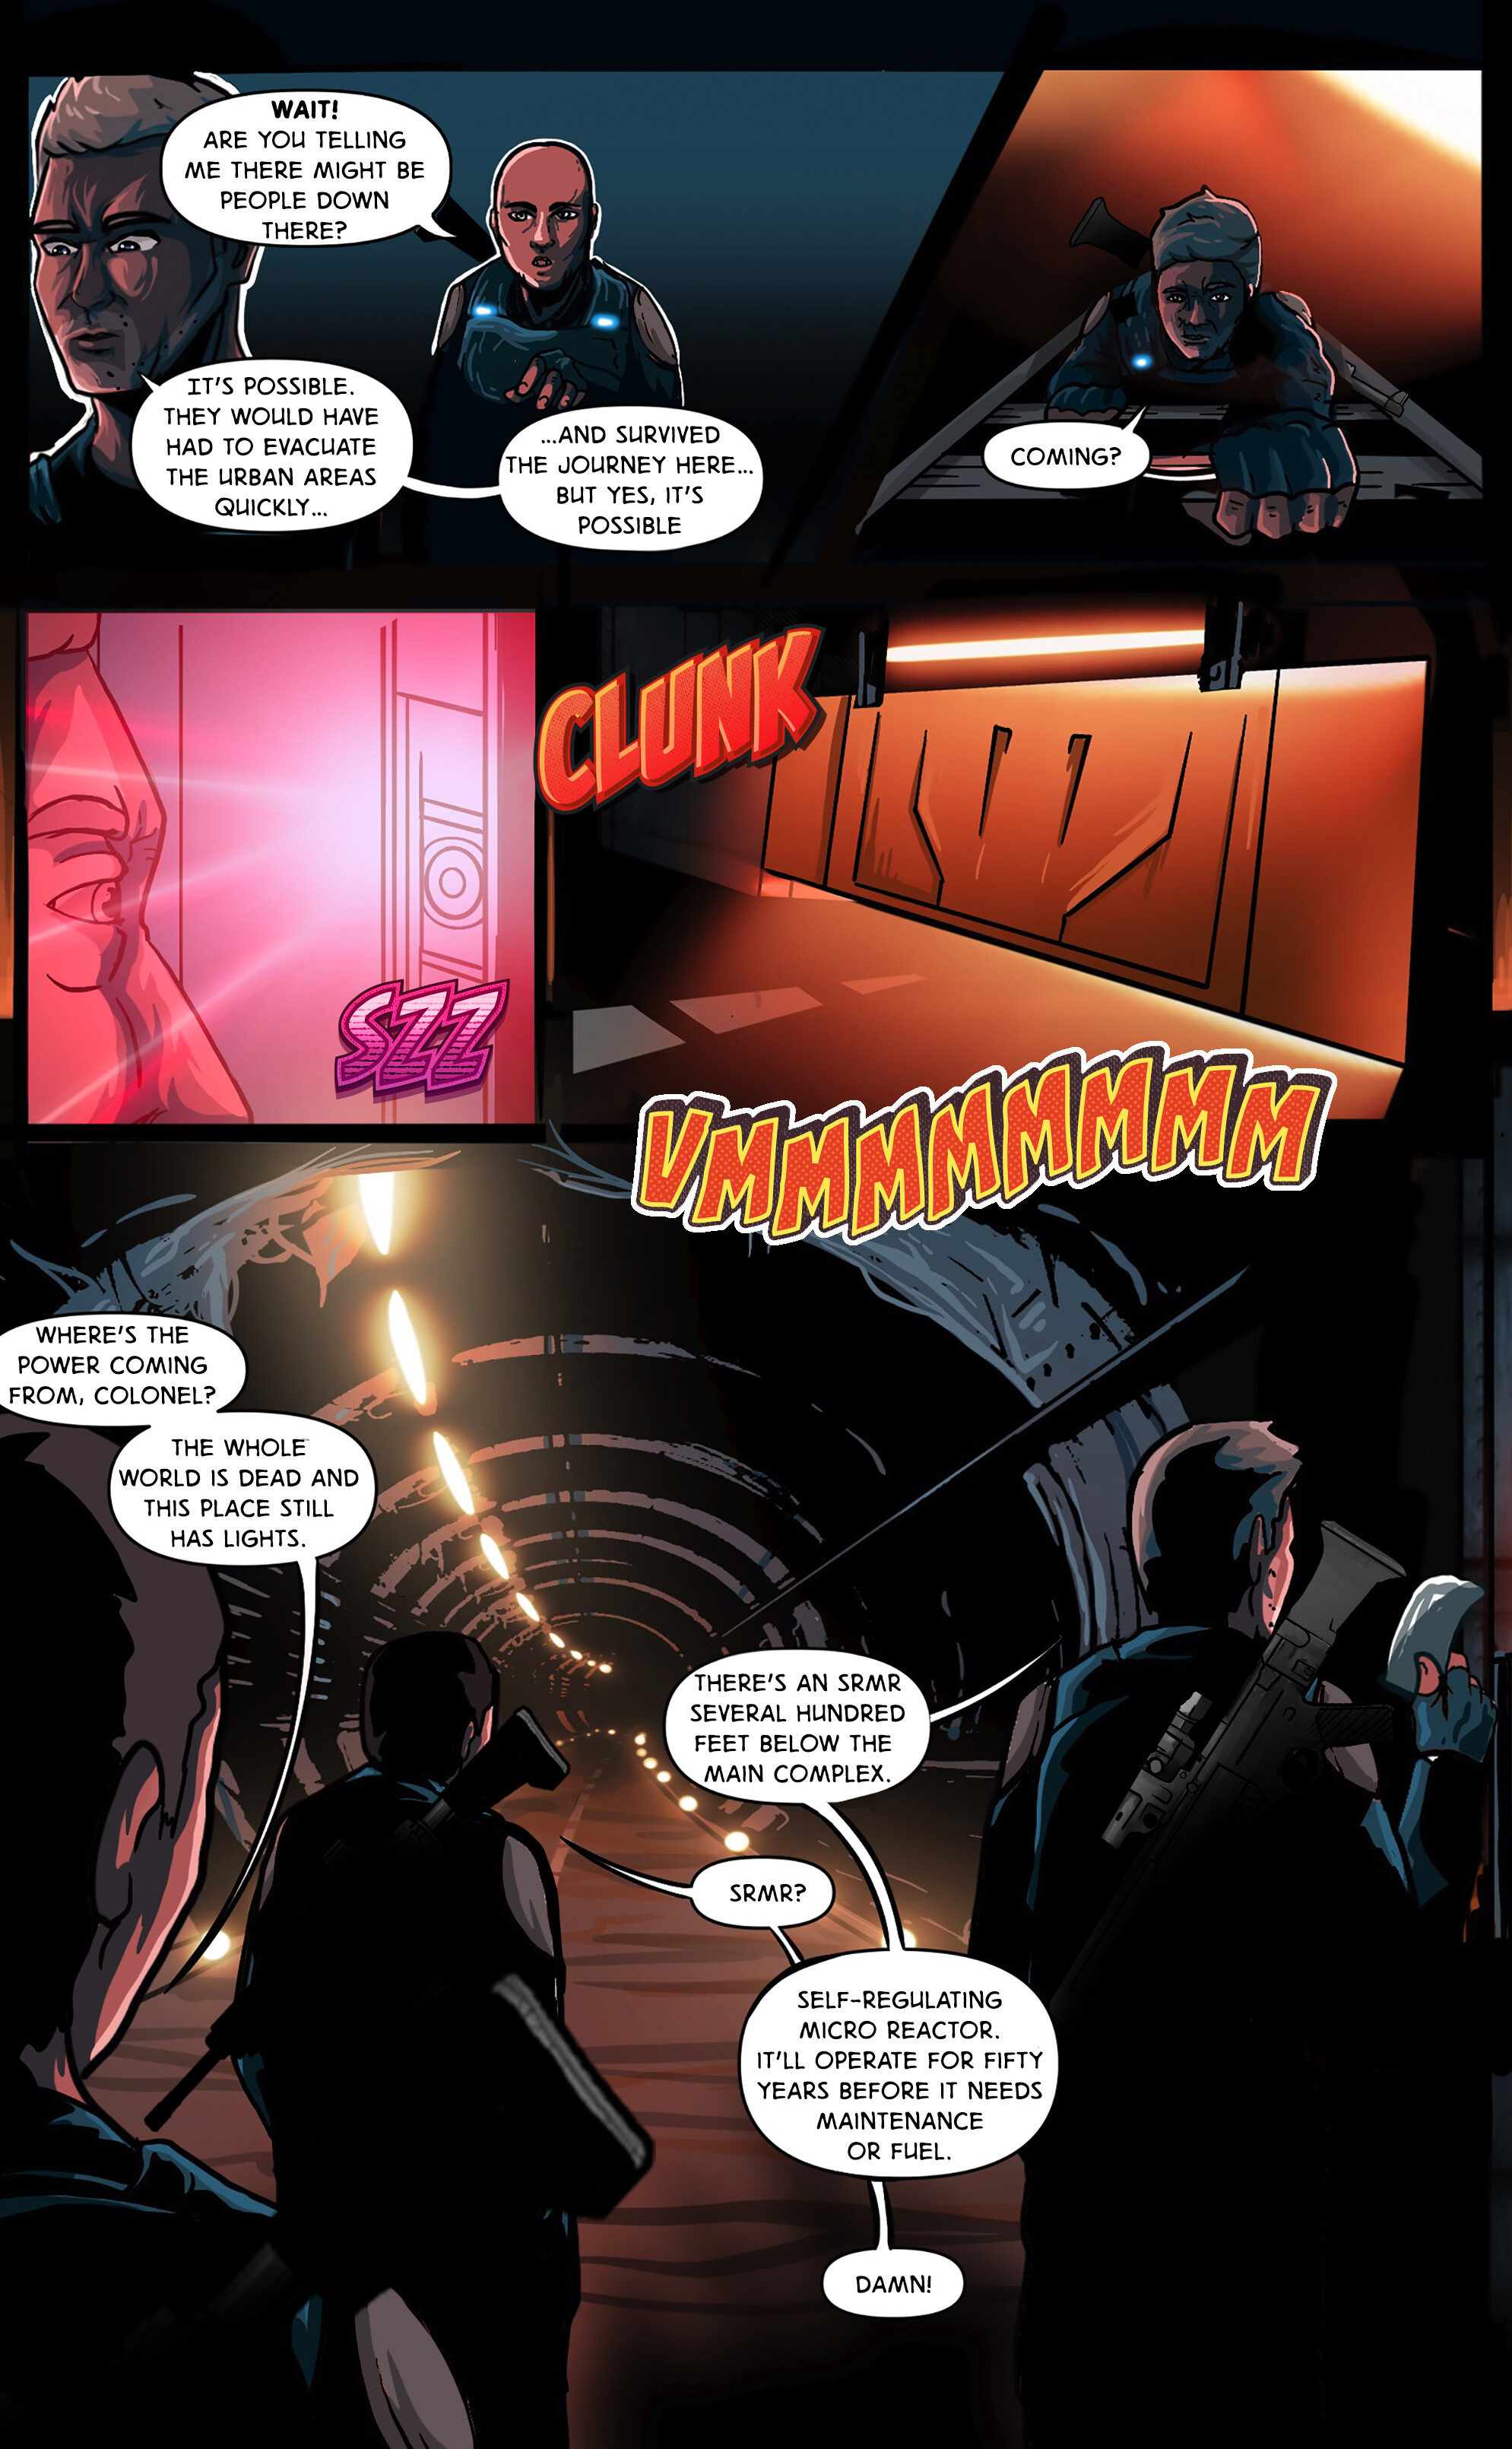 WAIT!
ARE YOU TELLING
ME THERE MIGHT BE
PEOPLE DOWN
THERE?
IT'S POSSIBLE.
THEY WOULD HAVE
HAD TO EVACUATE
THE URBAN AREAS
QUICKLY...
...AND SURVIVED
THE JOURNEY HERE...
BUT YES, IT'S
POSSIBLE
COMING?
SZZ
CLUNK
VMMMMMMMM
WHERE'S THE
POWER COMING
FROM, COLONEL?
THE WHOLE
WORLD IS DEAD AND
THIS PLACE STILL
HAS LIGHTS.
THERE'S AN SRMR
SEVERAL HUNDRED
FEET BELOW THE
MAIN COMPLEX.
SRMR?
SELF-REGULATING
MICRO REACTOR.
IT'LL OPERATE FOR FIFTY
YEARS BEFORE IT NEEDS
MAINTENANCE
OR FUEL.
DAMN!